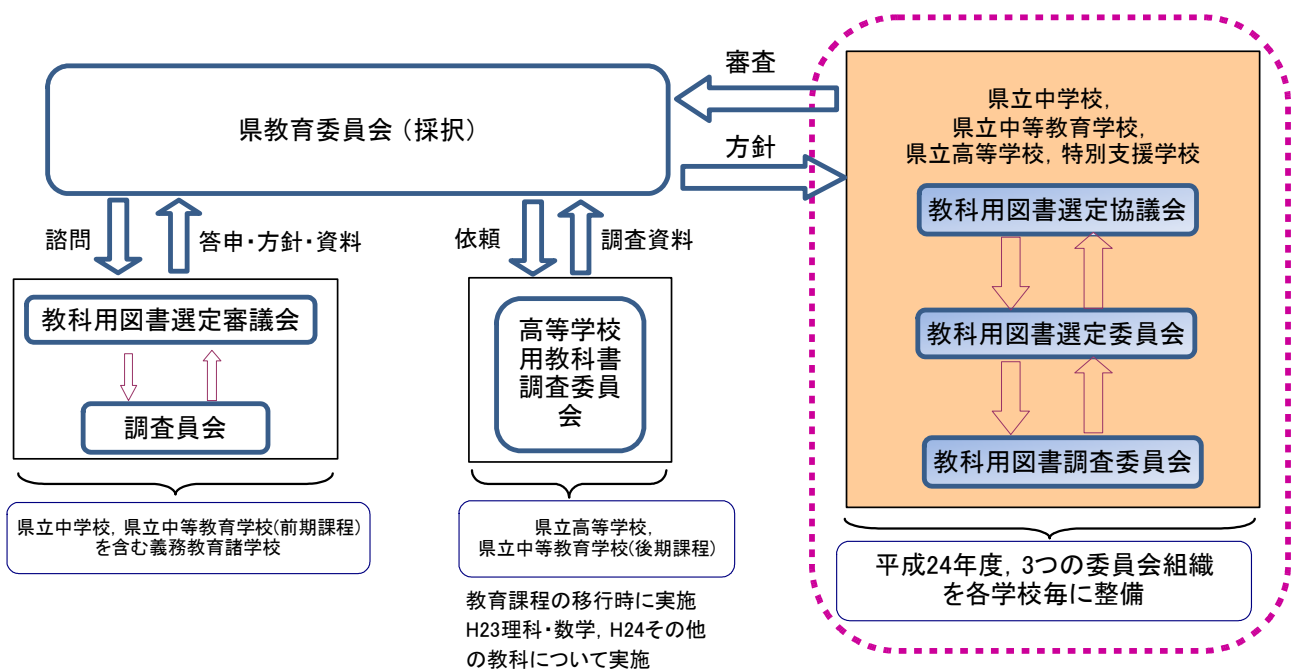 審査
県教育委員会（採択）
方針
県立中学校，
県立中等教育学校，
県立高等学校，特別支援学校
教科用図書選定協議会
教科用図書選定委員会
教科用図書調査委員会
平成24年度，3つの委員会組織
を各学校毎に整備
諮問
答申・方針・資料
教科用図書選定審議会
調査員会
県立中学校，県立中等教育学校(前期課程)
を含む義務教育諸学校
依頼
調査資料
高等学校
用教科書
調査委員
会
県立高等学校，
県立中等教育学校(後期課程)
教育課程の移行時に実施
H23理科・数学，H24その他
の教科について実施